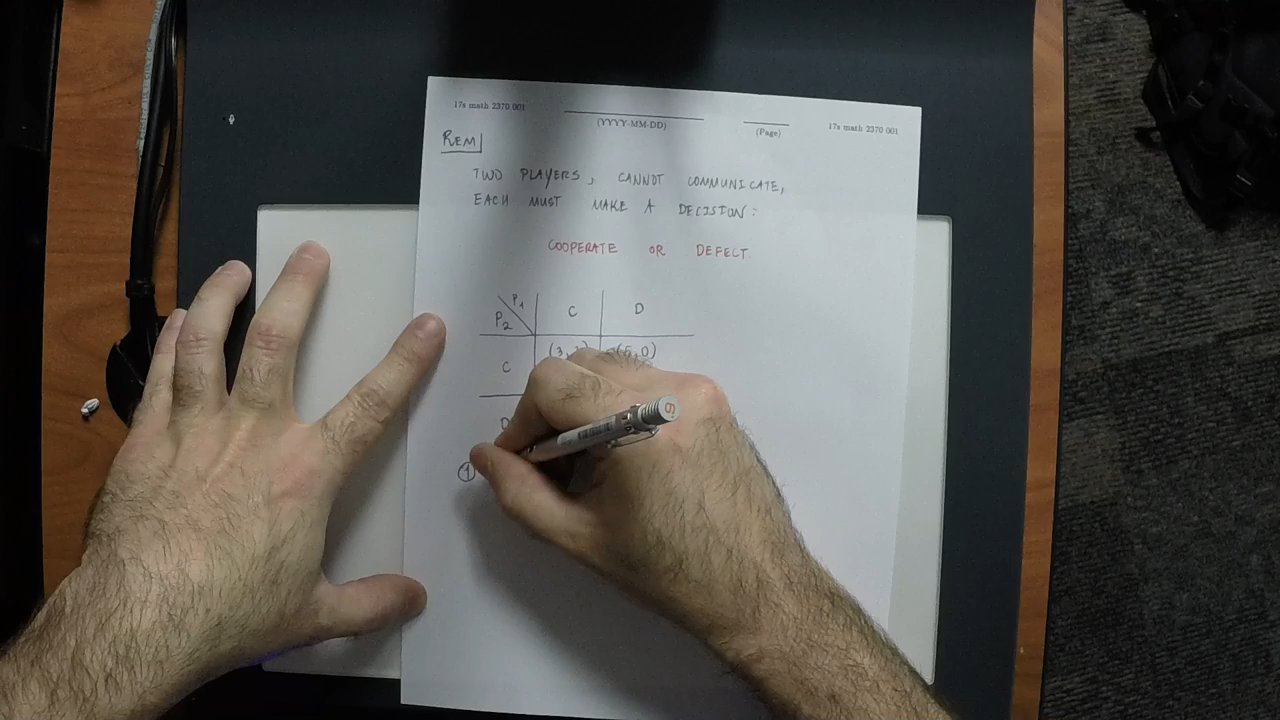 17s math 2370 001
(YYYY-MM-DD)
(Page)
17s math 2370 001
REM
TWO PLAYERS, CANNOT COMMUNICATE,
EACH MUST MAKE A DECISION:
COOPERATE OR DEFECT
P1 C D
P2
(5,0)
C
D
1